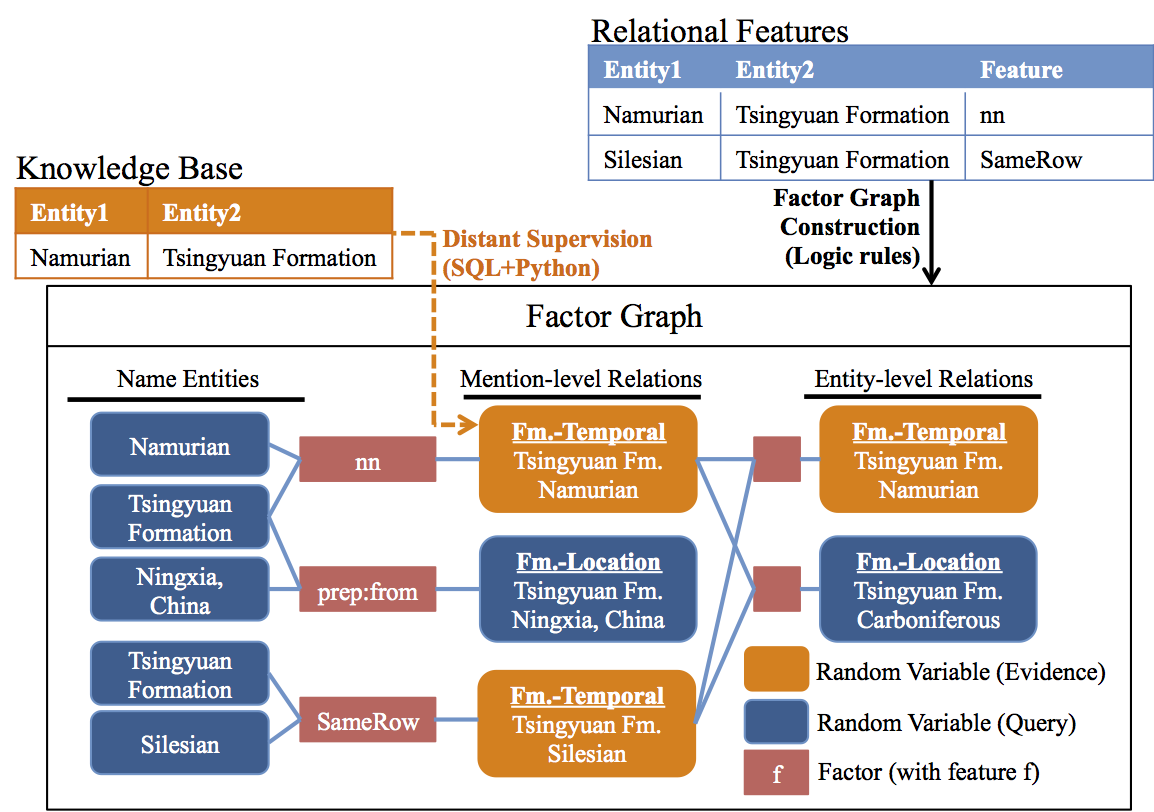 Relational Features
Entity1 Entity2 Feature
Namurian Tsingyuan Formation nn
Silesian Tsingyuan Formation SameRow
Knowledge Base
Entity1 Entity2
Namurian Tsingyuan Formation
Distant Supervision
(SQL+Python)
Factor Graph
Construction
(Logic rules)
Factor Graph
Name Entities
Mention-level Relations
Entity-level Relations
Namurian
Tsingyuan
Formation
Ningxia,
China
Tsingyuan
Formation
Silesian
nn
prep:from
SameRow
Fm.-Temporal
Tsingyuan Fm.
Namurian
Fm.-Location
Tsingyuan Fm.
Ningxia, China
Fm.-Temporal
Tsingyuan Fm.
Silesian
Fm.-Temporal
Tsingyuan Fm.
Namurian
Fm.-Location
Tsingyuan Fm.
Carboniferous
Random Variable (Evidence)
Random Variable (Query)
f Factor (with feature f)